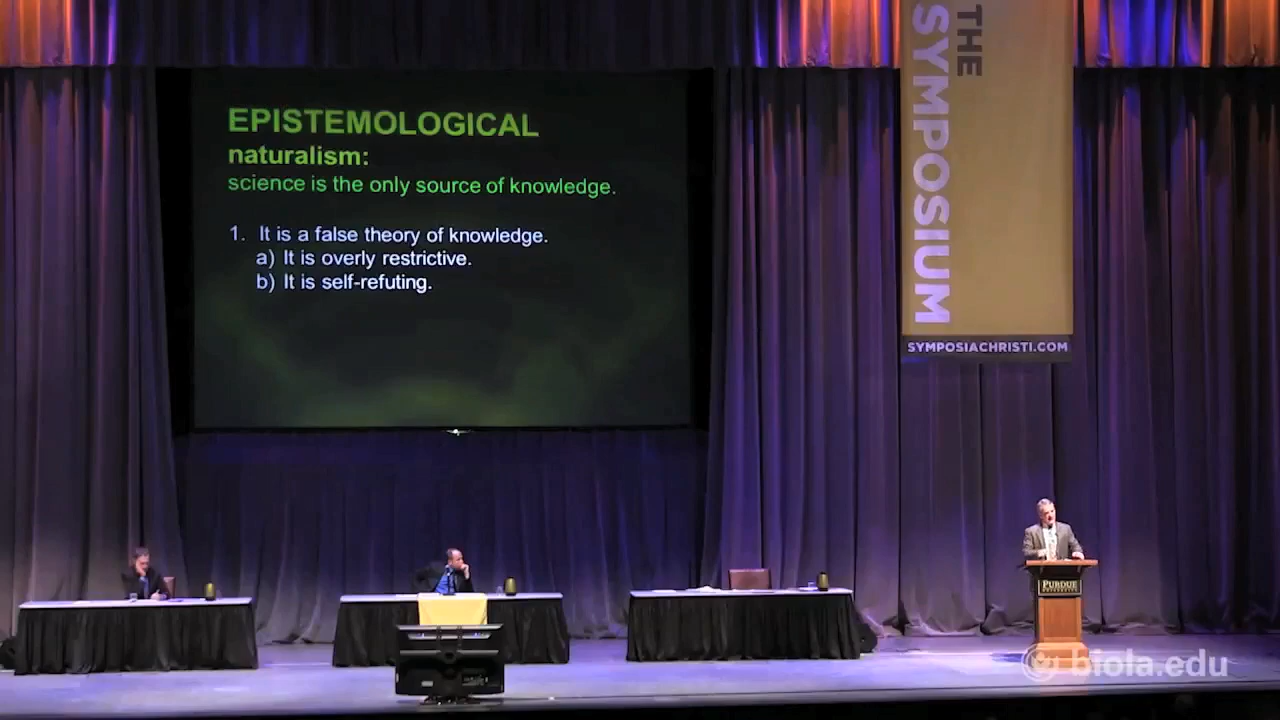 EPISTEMOLOGICAL
naturalism:
science is the only source of knowledge.
1. It is a false theory of knowledge.
a) It is overly restrictive.
b) It is self-refuting.
THE
SYMPOSIUM
SYMPOSIACHRISTI.COM
PURDUE
UNIVERSITY
biola.edu